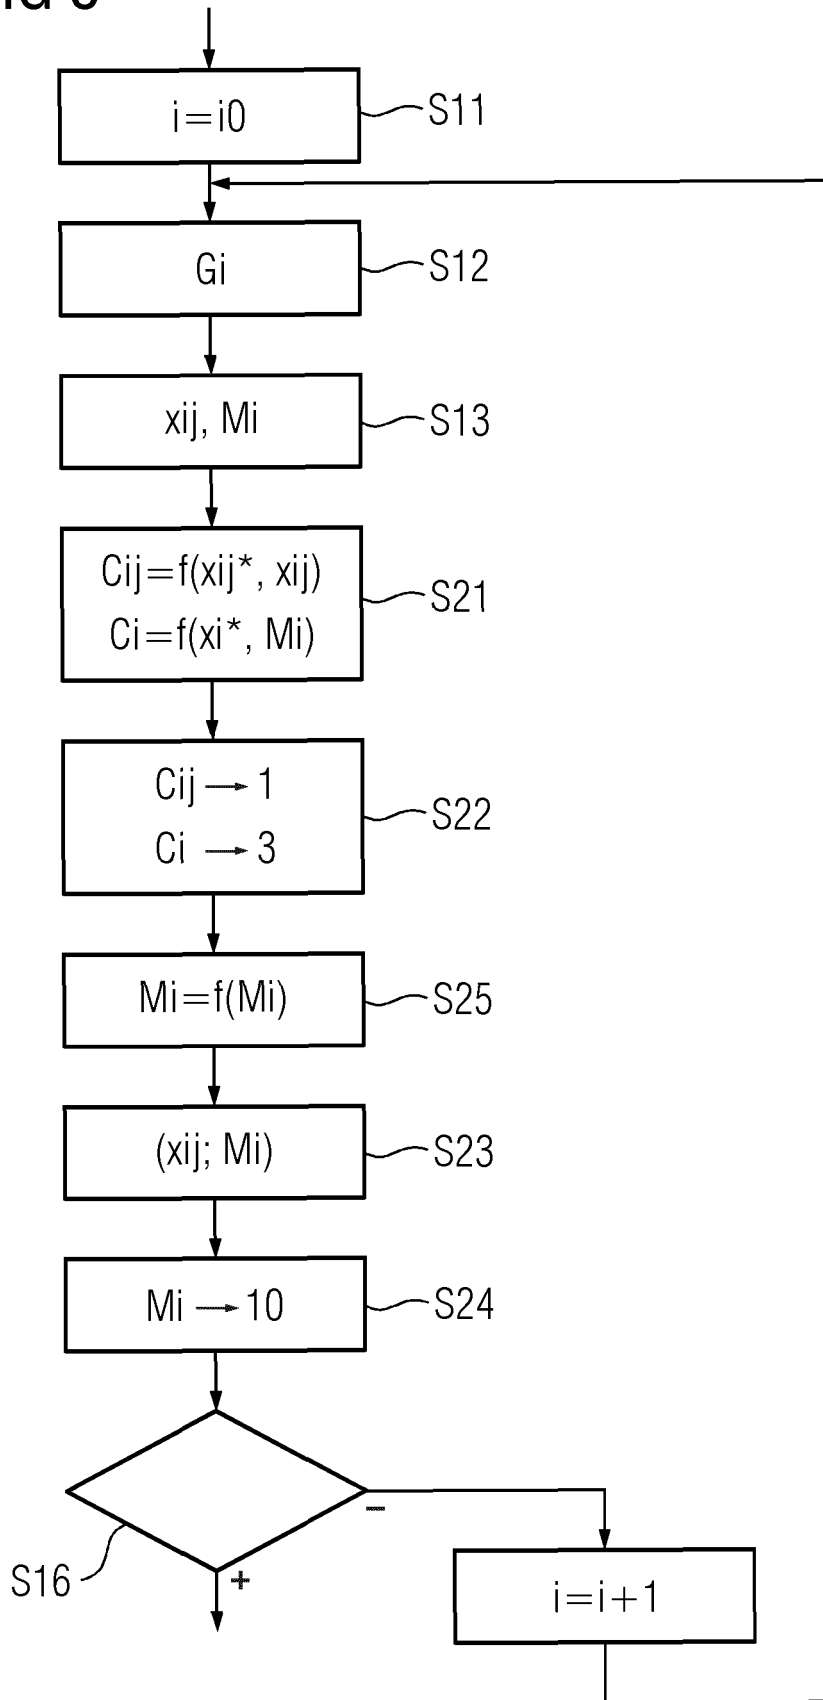 i=i0
S11
Gi
S12
xij, Mi
S13
Cij=f(xij*, xij)
Ci=f(xi*, Mi)
S21
Cij → 1
Ci → 3
S22
Mi=f(Mi)
S25
(xij; Mi)
S23
Mi → 10
S24
−
S16
+
i=i+1